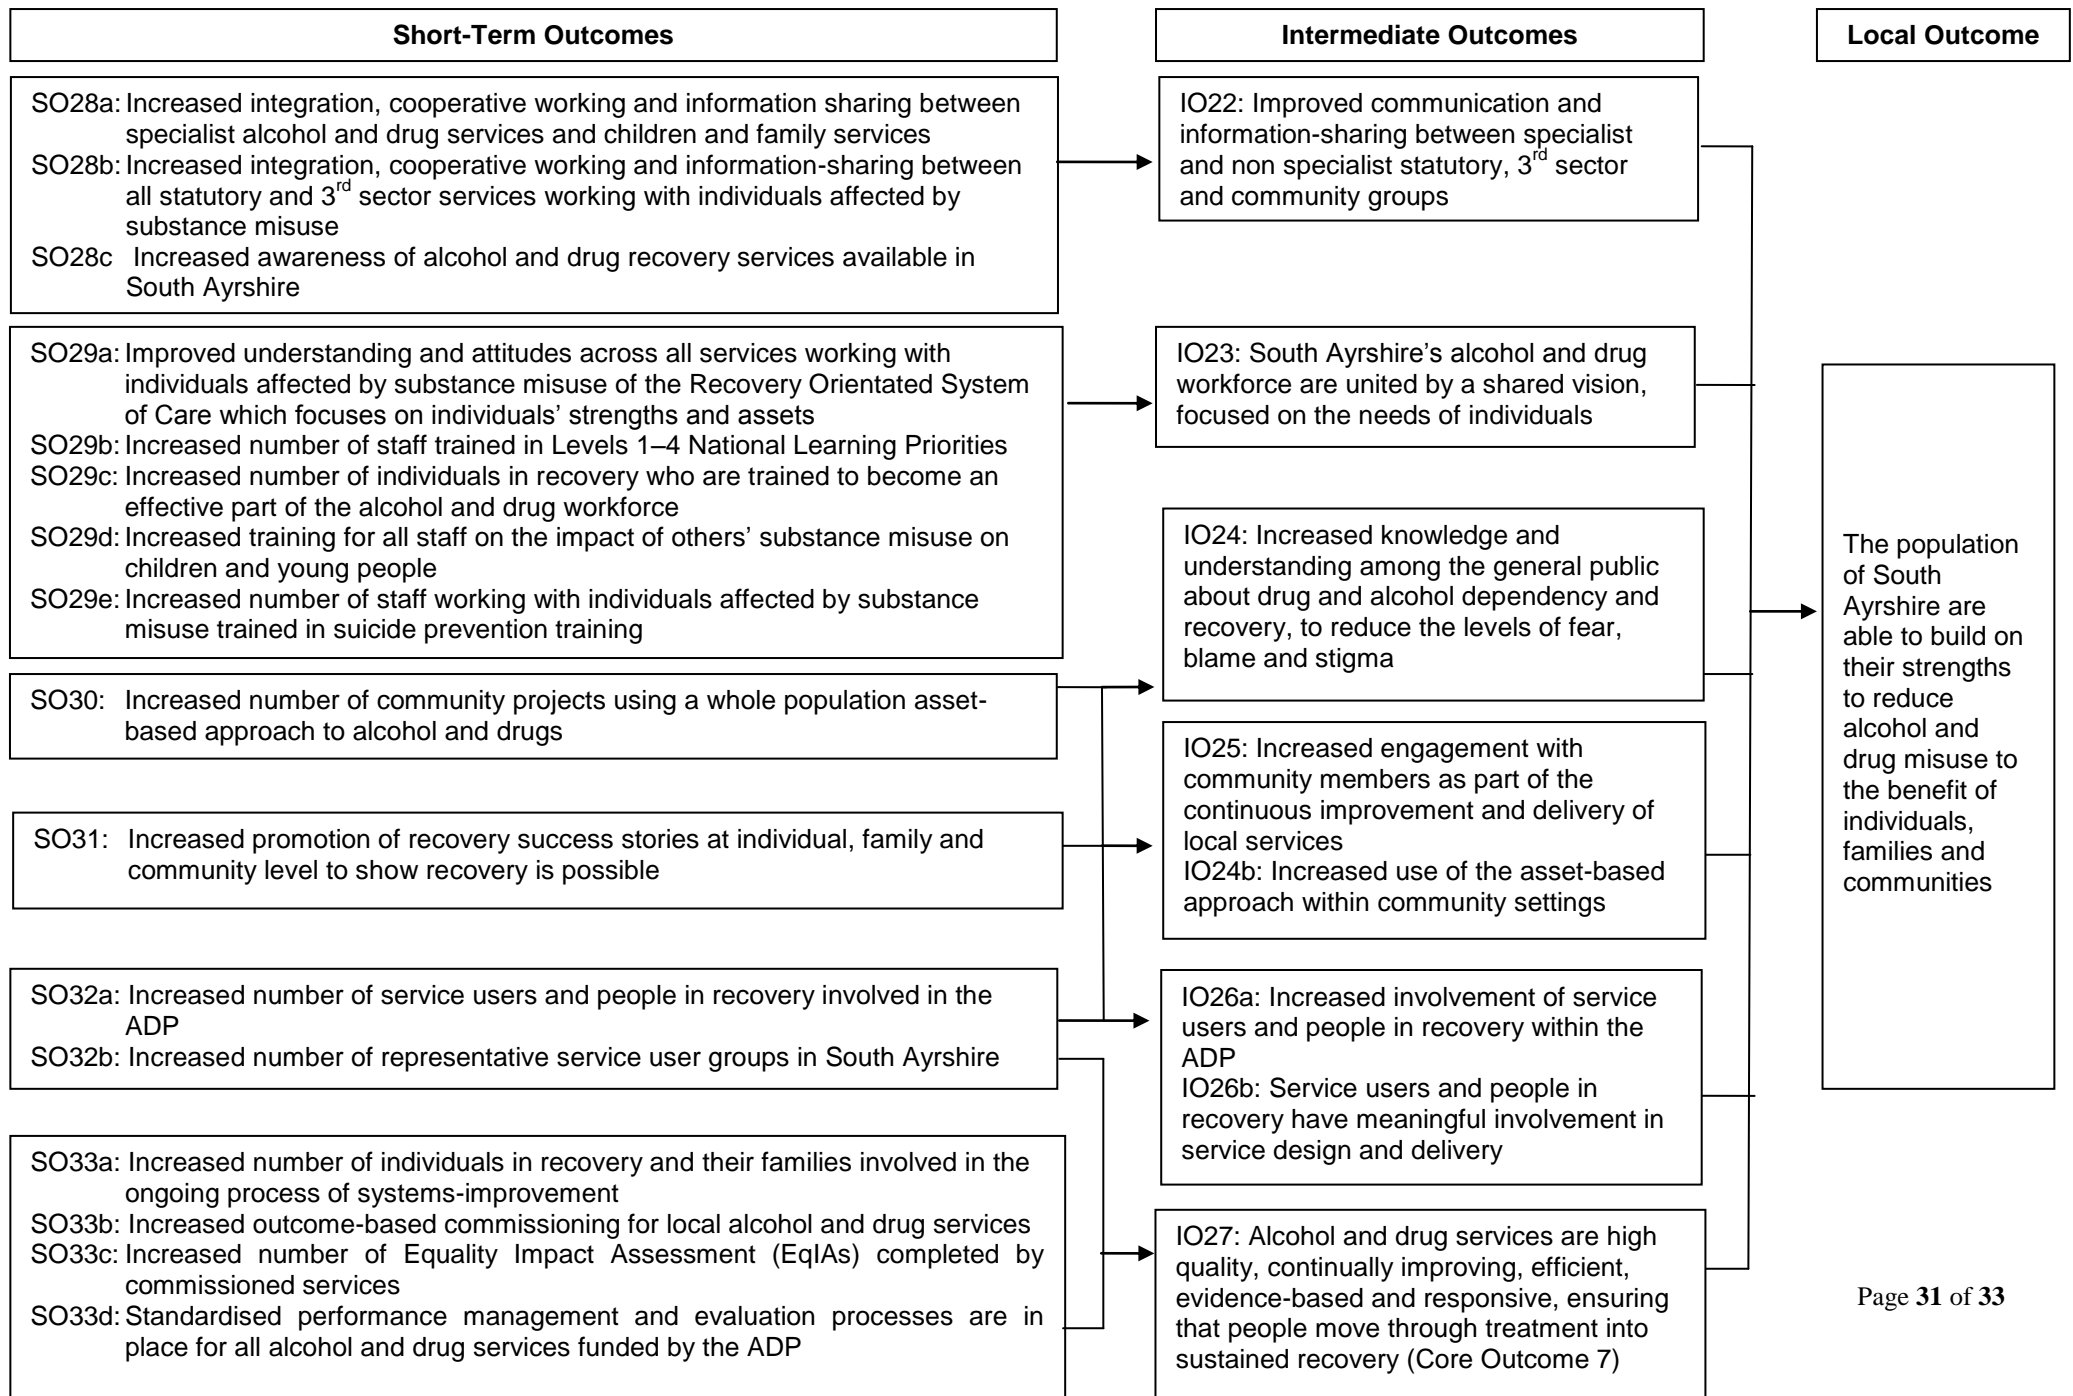 Short-Term Outcomes
Intermediate Outcomes
Local Outcome
SO28a: Increased integration, cooperative working and information sharing between
specialist alcohol and drug services and children and family services
SO28b: Increased integration, cooperative working and information-sharing between
all statutory and 3rd sector services working with individuals affected by
substance misuse
SO28c Increased awareness of alcohol and drug recovery services available in
South Ayrshire
IO22: Improved communication and
information-sharing between specialist
and non specialist statutory, 3rd sector
and community groups
SO29a: Improved understanding and attitudes across all services working with
individuals affected by substance misuse of the Recovery Orientated System
of Care which focuses on individuals’ strengths and assets
SO29b: Increased number of staff trained in Levels 1–4 National Learning Priorities
SO29c: Increased number of individuals in recovery who are trained to become an
effective part of the alcohol and drug workforce
SO29d: Increased training for all staff on the impact of others’ substance misuse on
children and young people
SO29e: Increased number of staff working with individuals affected by substance
misuse trained in suicide prevention training
IO23: South Ayrshire’s alcohol and drug
workforce are united by a shared vision,
focused on the needs of individuals
IO24: Increased knowledge and
understanding among the general public
about drug and alcohol dependency and
recovery, to reduce the levels of fear,
blame and stigma
SO30: Increased number of community projects using a whole population asset-
based approach to alcohol and drugs
IO25: Increased engagement with
community members as part of the
continuous improvement and delivery of
local services
IO24b: Increased use of the asset-based
approach within community settings
SO31: Increased promotion of recovery success stories at individual, family and
community level to show recovery is possible
SO32a: Increased number of service users and people in recovery involved in the
ADP
SO32b: Increased number of representative service user groups in South Ayrshire
IO26a: Increased involvement of service
users and people in recovery within the
ADP
IO26b: Service users and people in
recovery have meaningful involvement in
service design and delivery
SO33a: Increased number of individuals in recovery and their families involved in the
ongoing process of systems-improvement
SO33b: Increased outcome-based commissioning for local alcohol and drug services
SO33c: Increased number of Equality Impact Assessment (EqIAs) completed by
commissioned services
SO33d: Standardised performance management and evaluation processes are in
place for all alcohol and drug services funded by the ADP
IO27: Alcohol and drug services are high
quality, continually improving, efficient,
evidence-based and responsive, ensuring
that people move through treatment into
sustained recovery (Core Outcome 7)
The population
of South
Ayrshire are
able to build on
their strengths
to reduce
alcohol and
drug misuse to
the benefit of
individuals,
families and
communities
Page 31 of 33